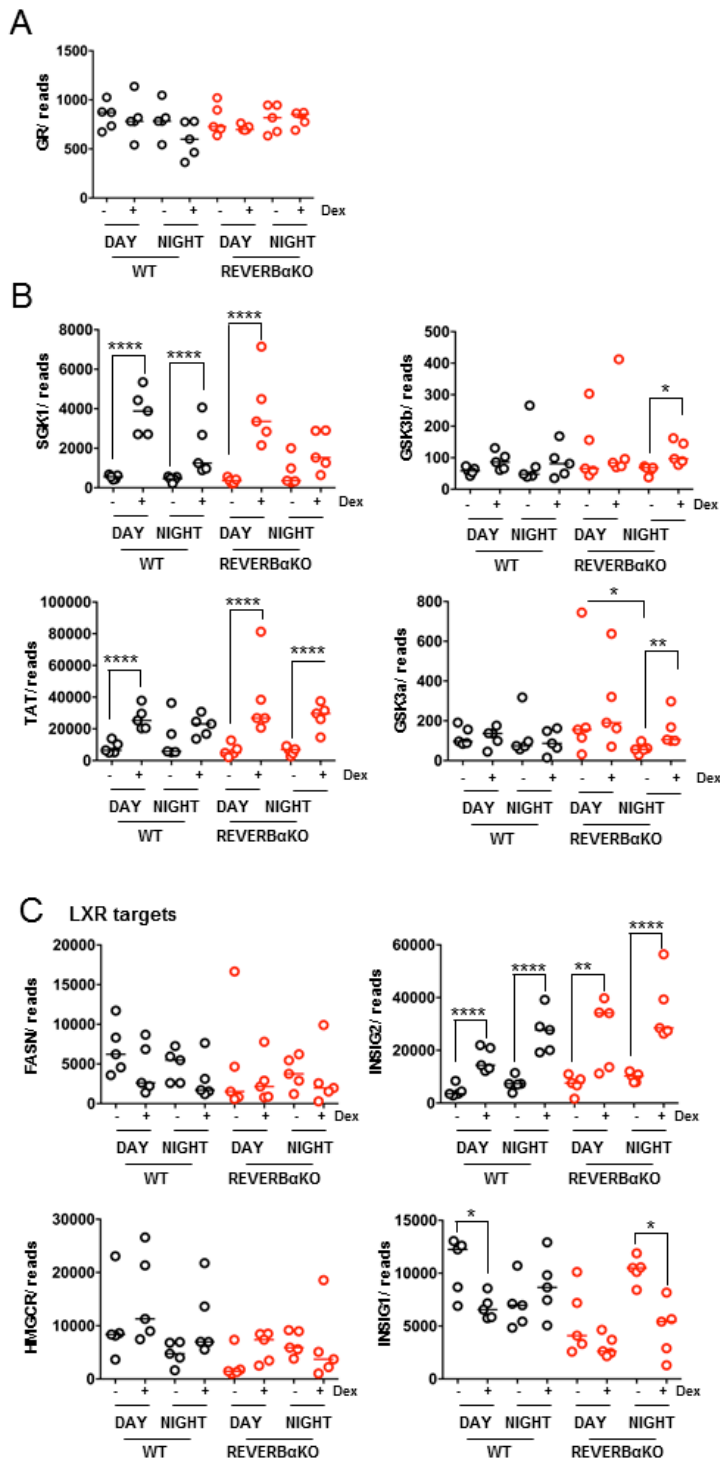 A
1500
1000
500
0
GR/ reads
- + - + - + - + Dex
DAY NIGHT DAY NIGHT
WT REVERBαKO
B
8000
6000
4000
2000
0
SGK1/ reads
**** **** ****
- + - + - + - + Dex
DAY NIGHT DAY NIGHT
WT REVERBαKO
500
400
300
200
100
0
GSK3b/ reads
*
- + - + - + - + Dex
DAY NIGHT DAY NIGHT
WT REVERBαKO
100000
80000
60000
40000
20000
0
TAT/ reads
**** **** ****
- + - + - + - + Dex
DAY NIGHT DAY NIGHT
WT REVERBαKO
800
600
400
200
0
GSK3a/ reads
* **
- + - + - + - + Dex
DAY NIGHT DAY NIGHT
WT REVERBαKO
C LXR targets
20000
15000
10000
5000
0
FASN/ reads
- + - + - + - +
DAY NIGHT DAY NIGHT
WT REVERBαKO
60000
40000
20000
0
INSIG2/ reads
**** **** ** ****
- + - + - + - +
DAY NIGHT DAY NIGHT
WT REVERBαKO
30000
20000
10000
0
HMGCR/ reads
- + - + - + - + Dex
DAY NIGHT DAY NIGHT
WT REVERBαKO
15000
10000
5000
0
INSIG1/ reads
* *
- + - + - + - + Dex
DAY NIGHT DAY NIGHT
WT REVERBαKO